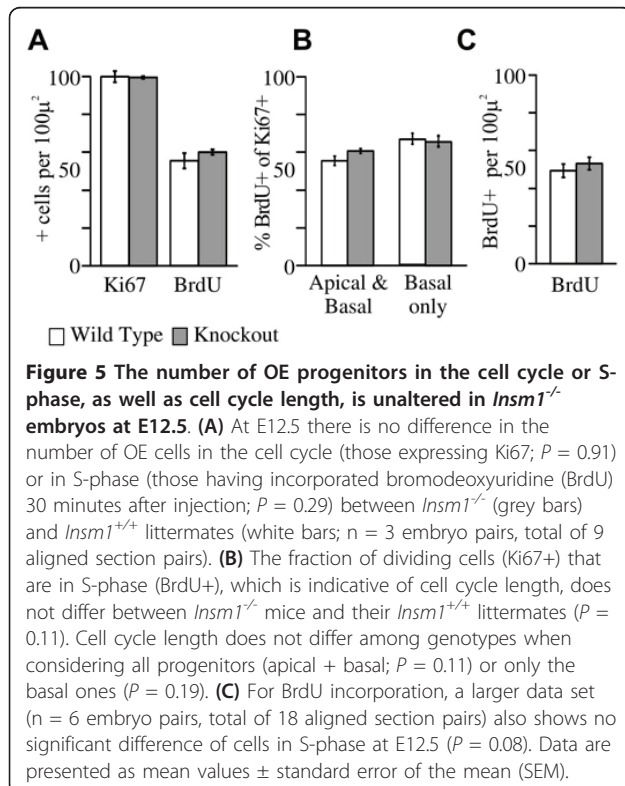 A
B
C
+ cells per 100µ²
100
50
0
Ki67
BrdU
% BrdU+ of Ki67+
100
50
0
Apical &
Basal
Basal
only
BrdU+ per 100µ²
100
50
0
BrdU
Wild Type
Knockout
Figure 5 The number of OE progenitors in the cell cycle or S-
phase, as well as cell cycle length, is unaltered in Insm1-/-
embryos at E12.5. (A) At E12.5 there is no difference in the
number of OE cells in the cell cycle (those expressing Ki67; P = 0.91)
or in S-phase (those having incorporated bromodeoxyuridine (BrdU)
30 minutes after injection; P = 0.29) between Insm1-/- (grey bars)
and Insm1+/+ littermates (white bars; n = 3 embryo pairs, total of 9
aligned section pairs). (B) The fraction of dividing cells (Ki67+) that
are in S-phase (BrdU+), which is indicative of cell cycle length, does
not differ between Insm1-/- mice and their Insm1+/+ littermates (P =
0.11). Cell cycle length does not differ among genotypes when
considering all progenitors (apical + basal; P = 0.11) or only the
basal ones (P = 0.19). (C) For BrdU incorporation, a larger data set
(n = 6 embryo pairs, total of 18 aligned section pairs) also shows no
significant difference of cells in S-phase at E12.5 (P = 0.08). Data are
presented as mean values ± standard error of the mean (SEM).